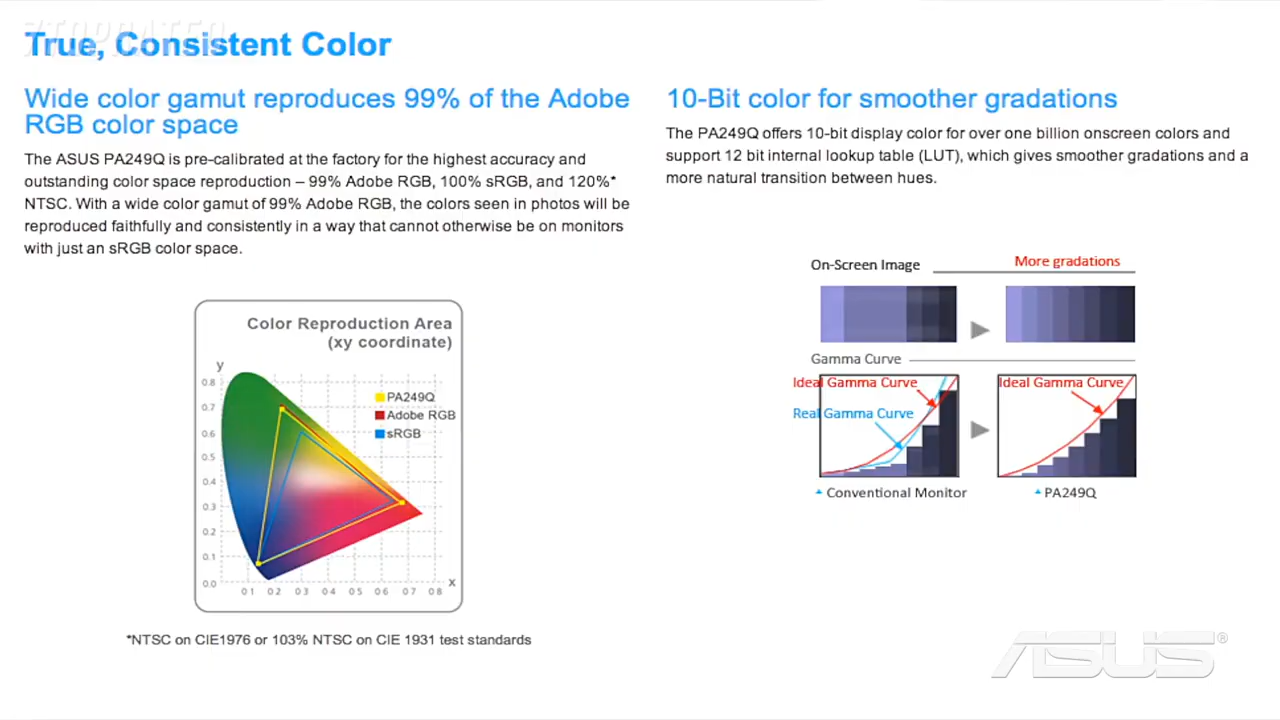 7TOPRATED
True, Consistent Color
Wide color gamut reproduces 99% of the Adobe
RGB color space
The ASUS PA249Q is pre-calibrated at the factory for the highest accuracy and
outstanding color space reproduction – 99% Adobe RGB, 100% sRGB, and 120%*
NTSC. With a wide color gamut of 99% Adobe RGB, the colors seen in photos will be
reproduced faithfully and consistently in a way that cannot otherwise be on monitors
with just an sRGB color space.
Color Reproduction Area
(xy coordinate)
y
0.8
0.7
0.6
0.5
0.4
0.3
0.2
0.1
0.0
PA249Q
Adobe RGB
sRGB
0 1 0 2 0 3 0 4 0 5 0 6 0 7 0 8
x
*NTSC on CIE1976 or 103% NTSC on CIE 1931 test standards
10-Bit color for smoother gradations
The PA249Q offers 10-bit display color for over one billion onscreen colors and
support 12 bit internal lookup table (LUT), which gives smoother gradations and a
more natural transition between hues.
On-Screen Image
More gradations
Gamma Curve
Ideal Gamma Curve
Real Gamma Curve
Ideal Gamma Curve
Conventional Monitor
PA249Q
ASUS®